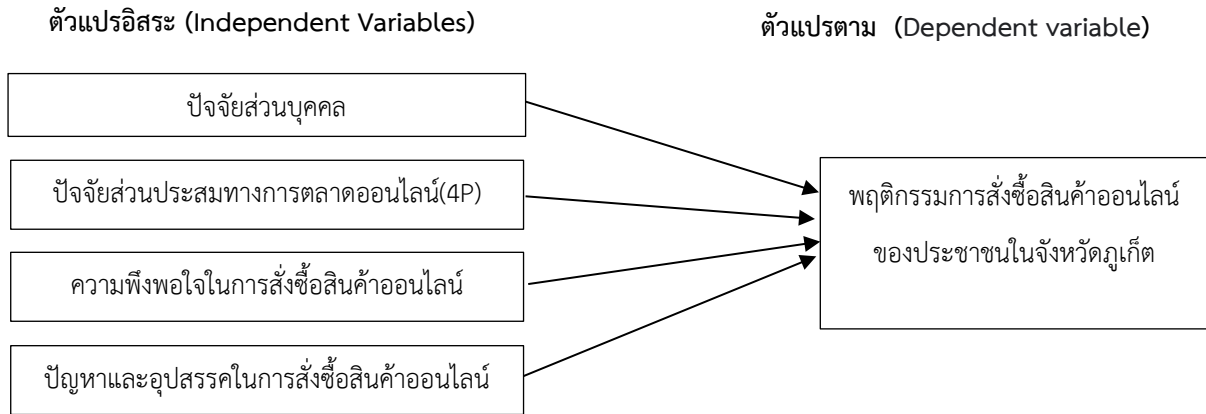 ตัวแปรอิสระ (Independent Variables)
ตัวแปรตาม (Dependent variable)
ปัจจัยส่วนบุคคล
ปัจจัยส่วนประสมทางการตลาดออนไลน์(4P)
ความพึงพอใจในการสั่งซื้อสินค้าออนไลน์
ปัญหาและอุปสรรคในการสั่งซื้อสินค้าออนไลน์
พฤติกรรมการสั่งซื้อสินค้าออนไลน์
ของประชาชนในจังหวัดภูเก็ต